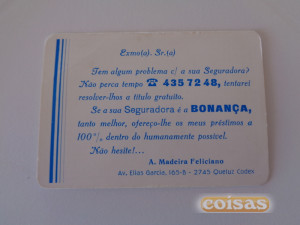 Exmo(a). Sr.(a)
Tem algum problema c/ a sua Seguradora?
Não perca tempo ☎ 435 72 48, tentarei
resolver-lhos a título gratuito.
Se a sua Seguradora é a BONANÇA,
tanto melhor, ofereço-lhe os meus préstimos a
100%, dentro do humanamente possível.
Não hesite!...
A. Madeira Feliciano
Av. Elias Garcia, 165-B - 2745 Queluz Codex
coisas